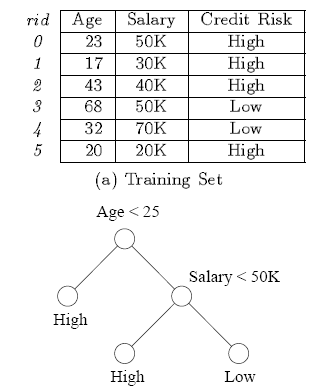 rid Age Salary Credit Risk
0 23 50K High
1 17 30K High
2 43 40K High
3 68 50K Low
4 32 70K Low
5 20 20K High
(a) Training Set
Age < 25
Salary < 50K
High
High Low